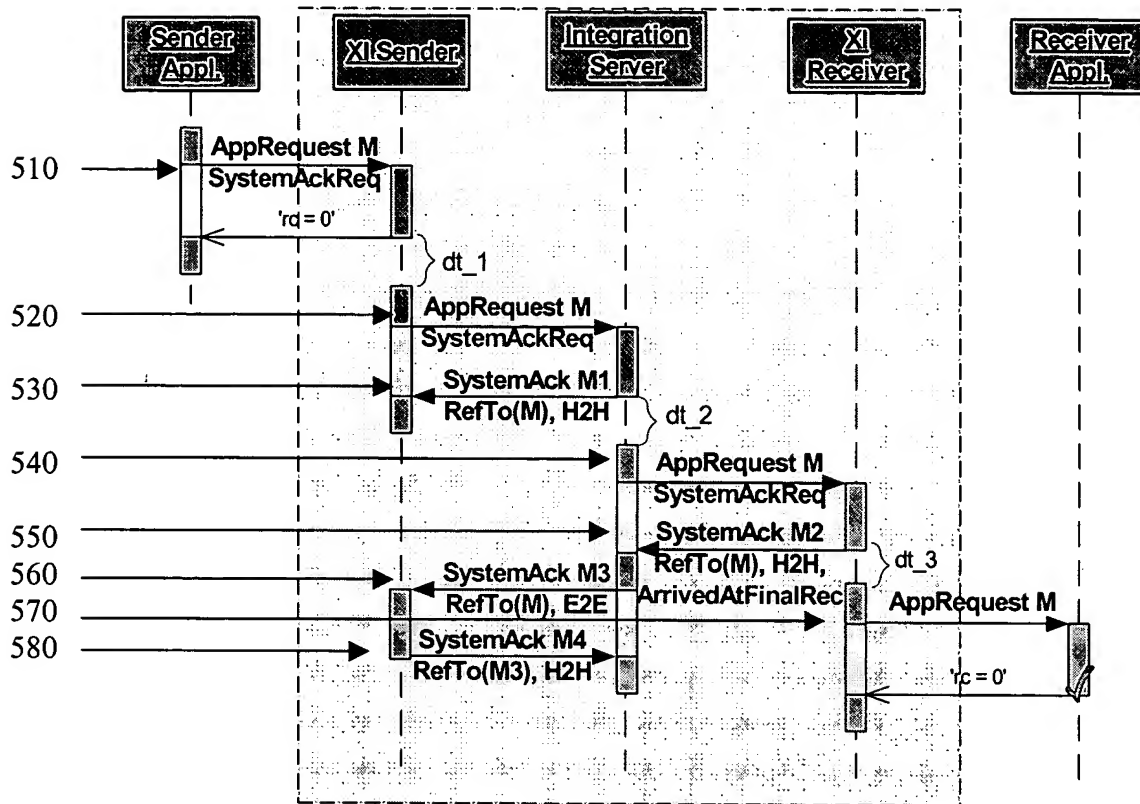 Sender Appl.
XI Sender
Integration Server
XI Receiver
Receiver Appl.
510
AppRequest M
SystemAckReq
'rc = 0'
dt_1
520
AppRequest M
SystemAckReq
530
SystemAck M1
RefTo(M), H2H
dt_2
540
AppRequest M
SystemAckReq
550
SystemAck M2
RefTo(M), H2H,
ArrivedAtFinalRec
dt_3
560
SystemAck M3
RefTo(M), E2E
570
AppRequest M
580
SystemAck M4
RefTo(M3), H2H
'rc = 0'